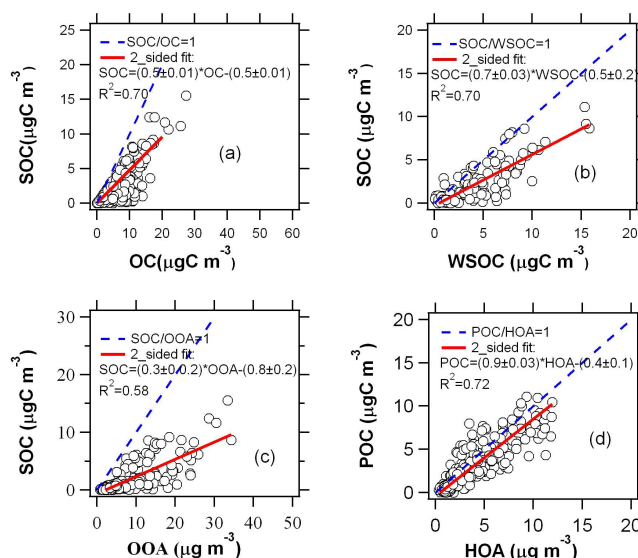 25
20
15
10
5
0
SOC(μgC m⁻³)
SOC/OC=1
2_sided fit:
SOC=(0.5±0.01)*OC-(0.5±0.01)
R²=0.70
(a)
0 10 20 30 40 50 60
OC(μgC m⁻³)
20
15
10
5
0
SOC (μgC m⁻³)
SOC/WSOC=1
2_sided fit:
SOC=(0.7±0.03)*WSOC-(0.5±0.2)
R²=0.70
(b)
0 5 10 15 20
WSOC (μgC m⁻³)
30
20
10
0
SOC (μgC m⁻³)
SOC/OOA=1
2_sided fit:
SOC=(0.3±0.0.2)*OOA-(0.8±0.2)
R²=0.58
(c)
0 10 20 30 40 50
OOA (μg m⁻³)
20
15
10
5
0
POC (μgC m⁻³)
POC/HOA=1
2_sided fit:
POC=(0.9±0.03)*HOA-(0.4±0.1)
R²=0.72
(d)
0 5 10 15 20
HOA (μg m⁻³)